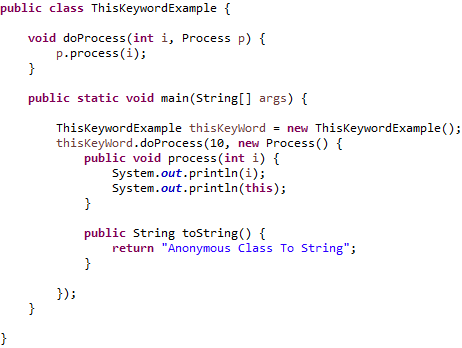 public class ThisKeywordExample {
void doProcess(int i, Process p) {
p.process(i);
}
public static void main(String[] args) {
ThisKeywordExample thisKeyWord = new ThisKeywordExample();
thisKeyWord.doProcess(10, new Process() {
public void process(int i) {
System.out.println(i);
System.out.println(this);
}
public String toString() {
return "Anonymous Class To String";
}
});
}
}